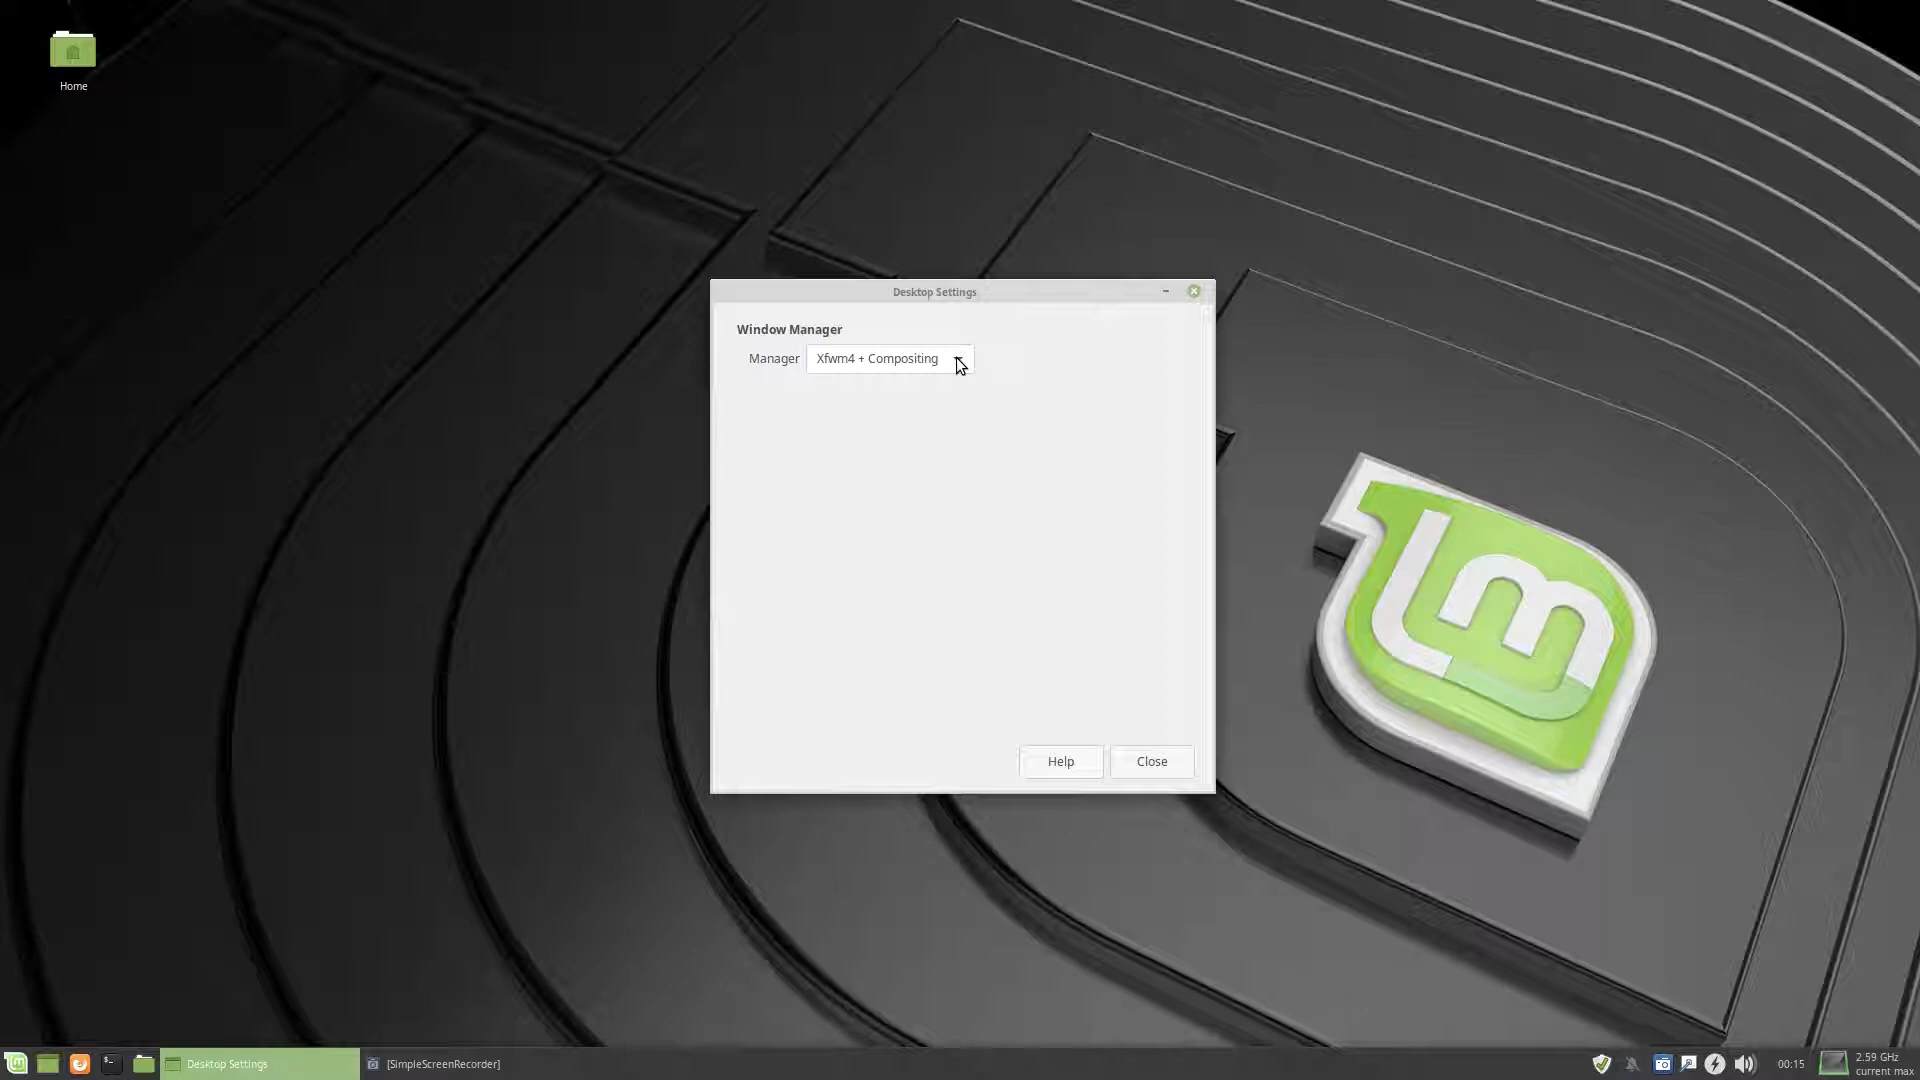 Home
Desktop Settings
Window Manager
Manager Xfwm4 + Compositing
Help Close
Desktop Settings [SimpleScreenRecorder] 00:15 2.59 GHz
current max